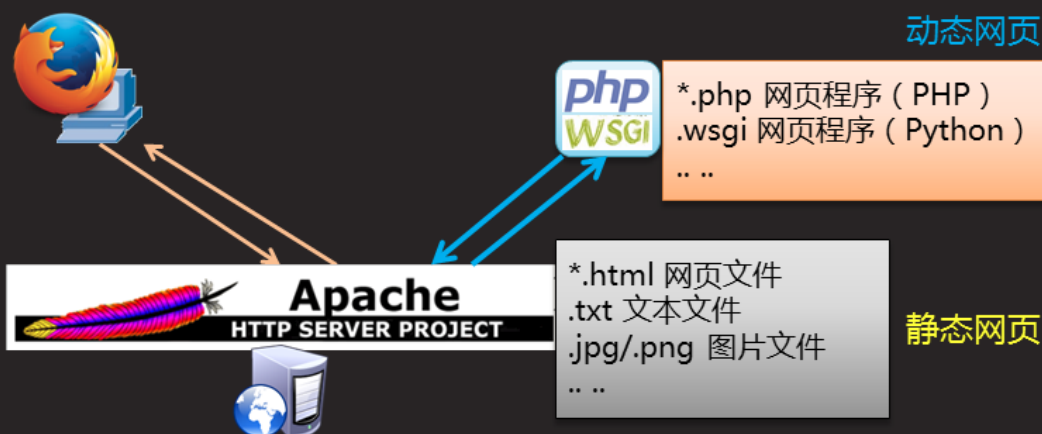 动态网页
php
WSGI
*.php 网页程序（PHP）
.wsgi 网页程序（Python）
.. ..
Apache
HTTP SERVER PROJECT
*.html 网页文件
.txt 文本文件
.jpg/.png 图片文件
.. ..
静态网页